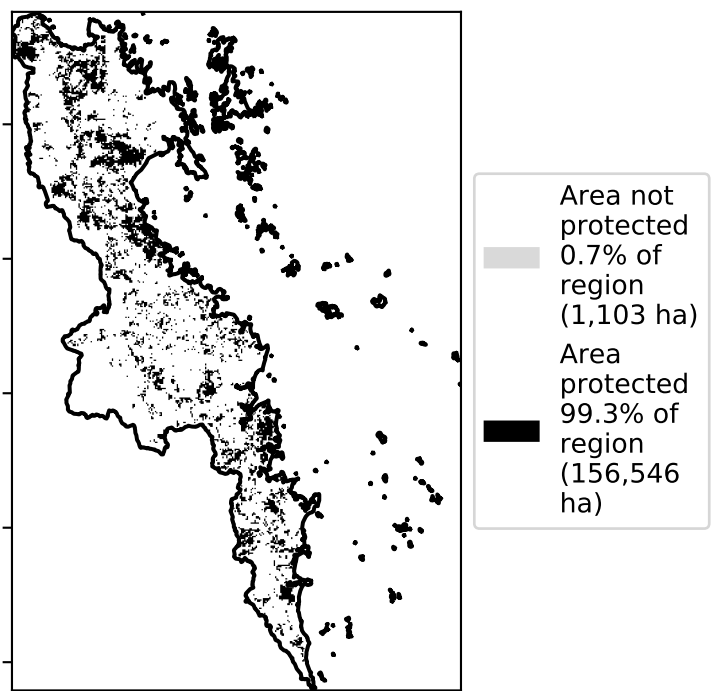 Area not
protected
0.7% of
region
(1,103 ha)
Area
protected
99.3% of
region
(156,546
ha)